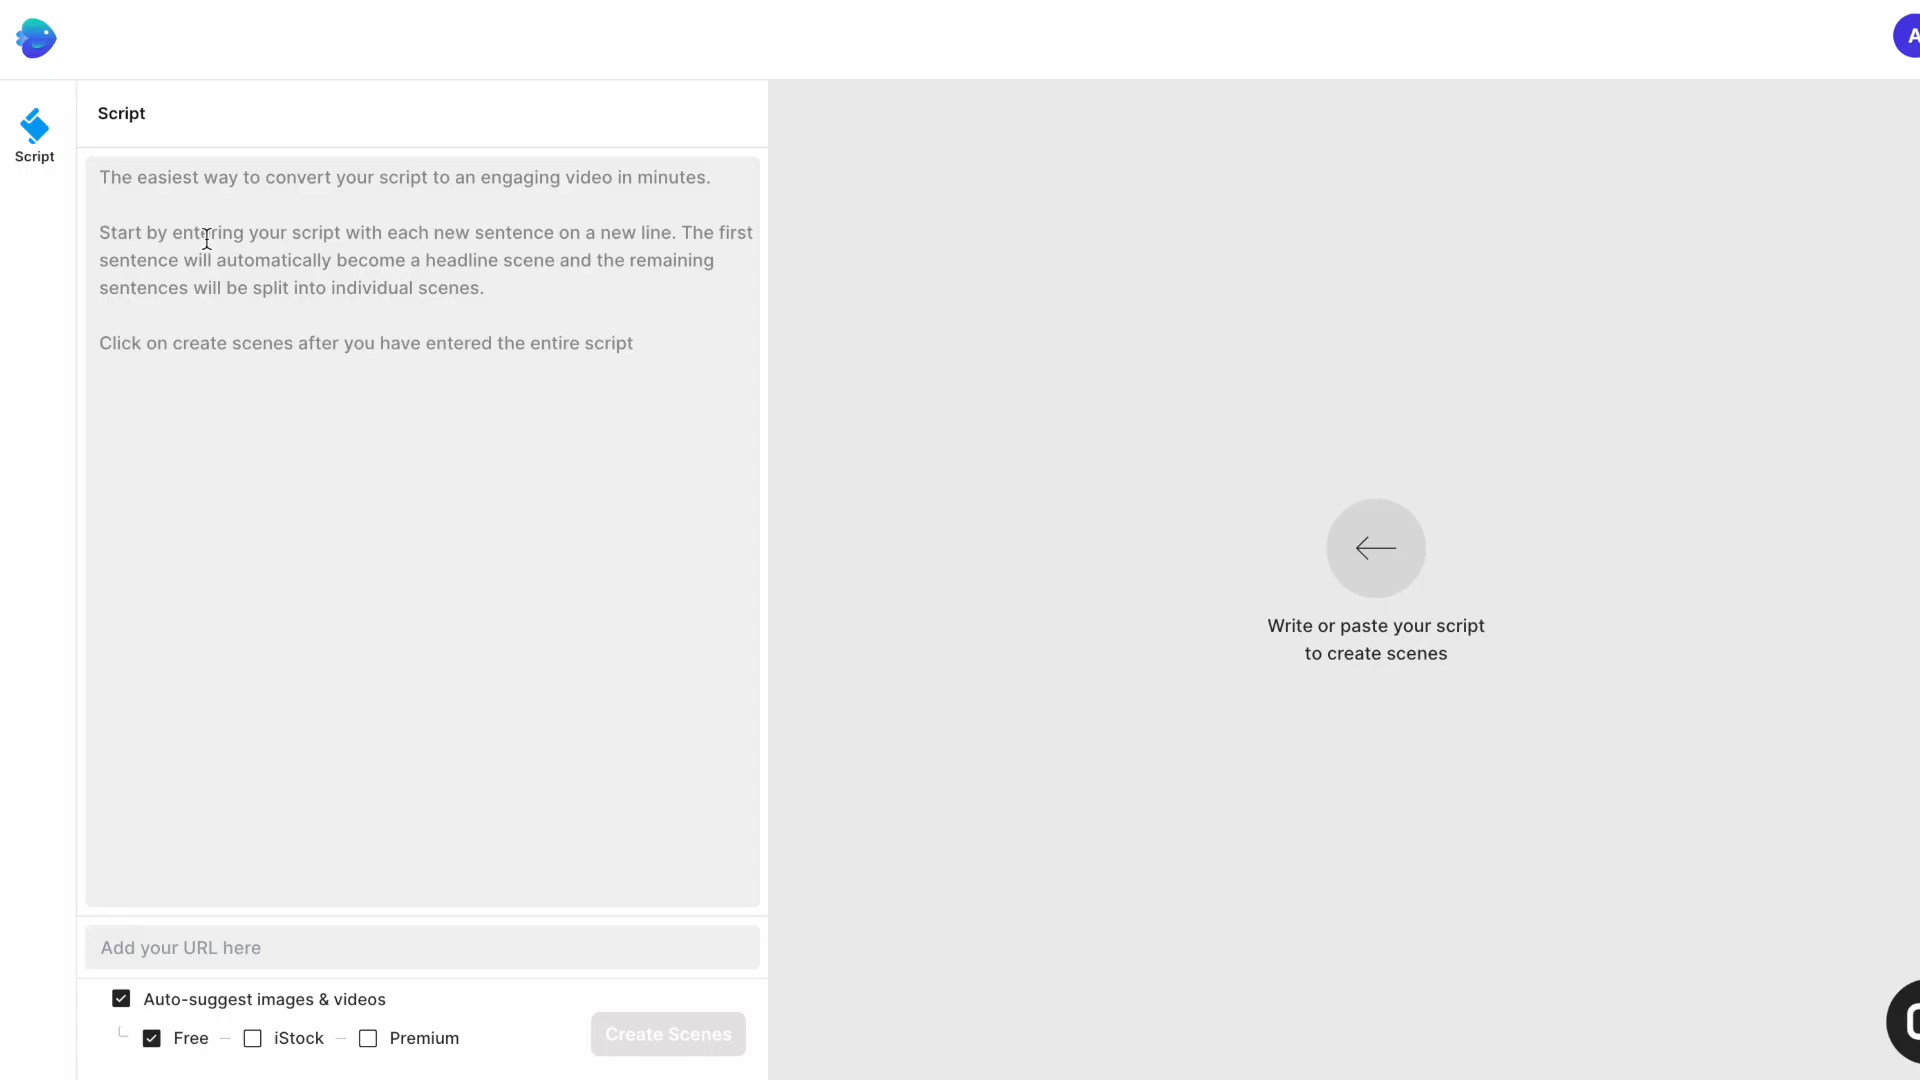 A
Script
Script
The easiest way to convert your script to an engaging video in minutes.
Start by entering your script with each new sentence on a new line. The first
sentence will automatically become a headline scene and the remaining
sentences will be split into individual scenes.
Click on create scenes after you have entered the entire script
Write or paste your script
to create scenes
Add your URL here
Auto-suggest images & videos
Free
iStock
Premium
Create Scenes